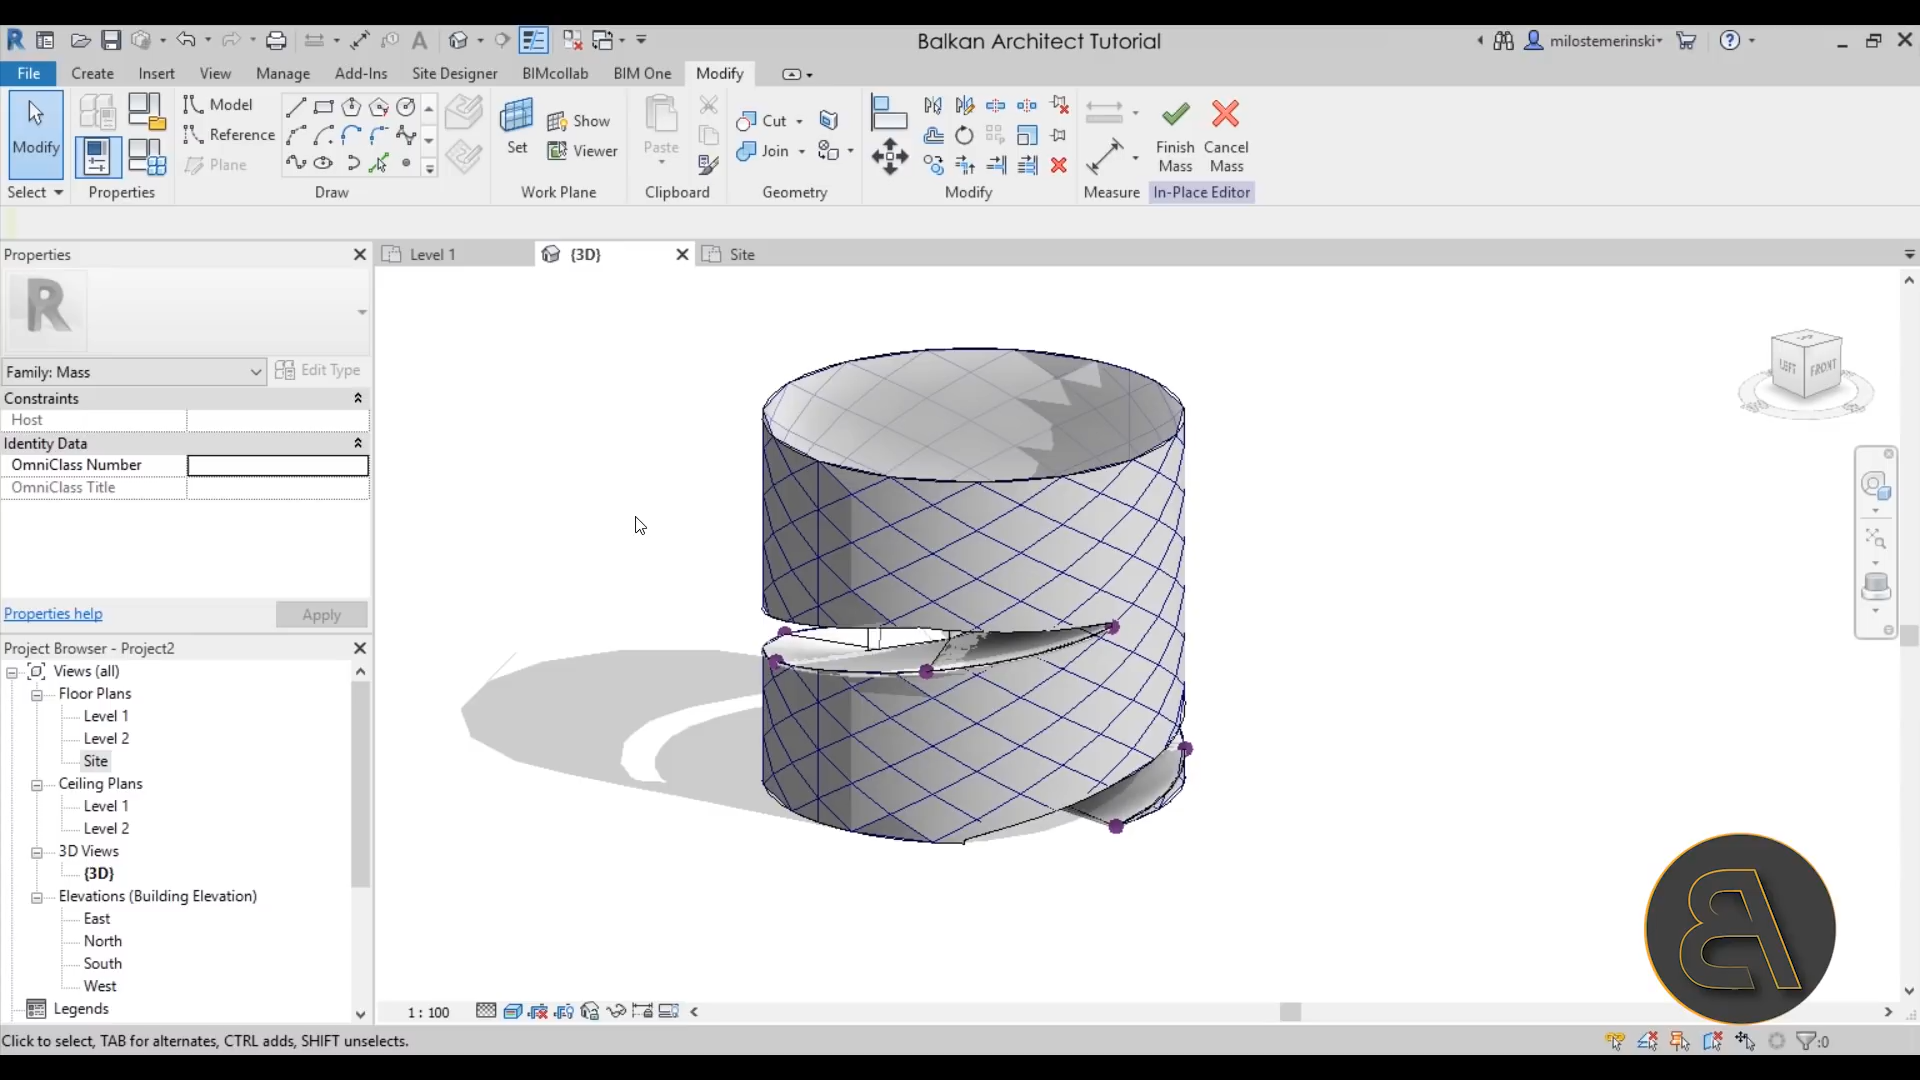 Balkan Architect Tutorial
milostemerinski
File
Create
Insert
View
Manage
Add-Ins
Site Designer
BIMcollab
BIM One
Modify
Modify
Model
Reference
Plane
Set
Show
Viewer
Paste
Cut
Join
Finish Mass
Cancel Mass
Select
Properties
Draw
Work Plane
Clipboard
Geometry
Modify
Measure
In-Place Editor
Properties
Level 1
{3D}
Site
Family: Mass
Edit Type
Constraints
Host
Identity Data
OmniClass Number
OmniClass Title
Properties help
Apply
Project Browser - Project2
Views (all)
Floor Plans
Level 1
Level 2
Site
Ceiling Plans
Level 1
Level 2
3D Views
{3D}
Elevations (Building Elevation)
East
North
South
West
Legends
LEFT
FRONT
1 : 100
Click to select, TAB for alternates, CTRL adds, SHIFT unselects.
:0